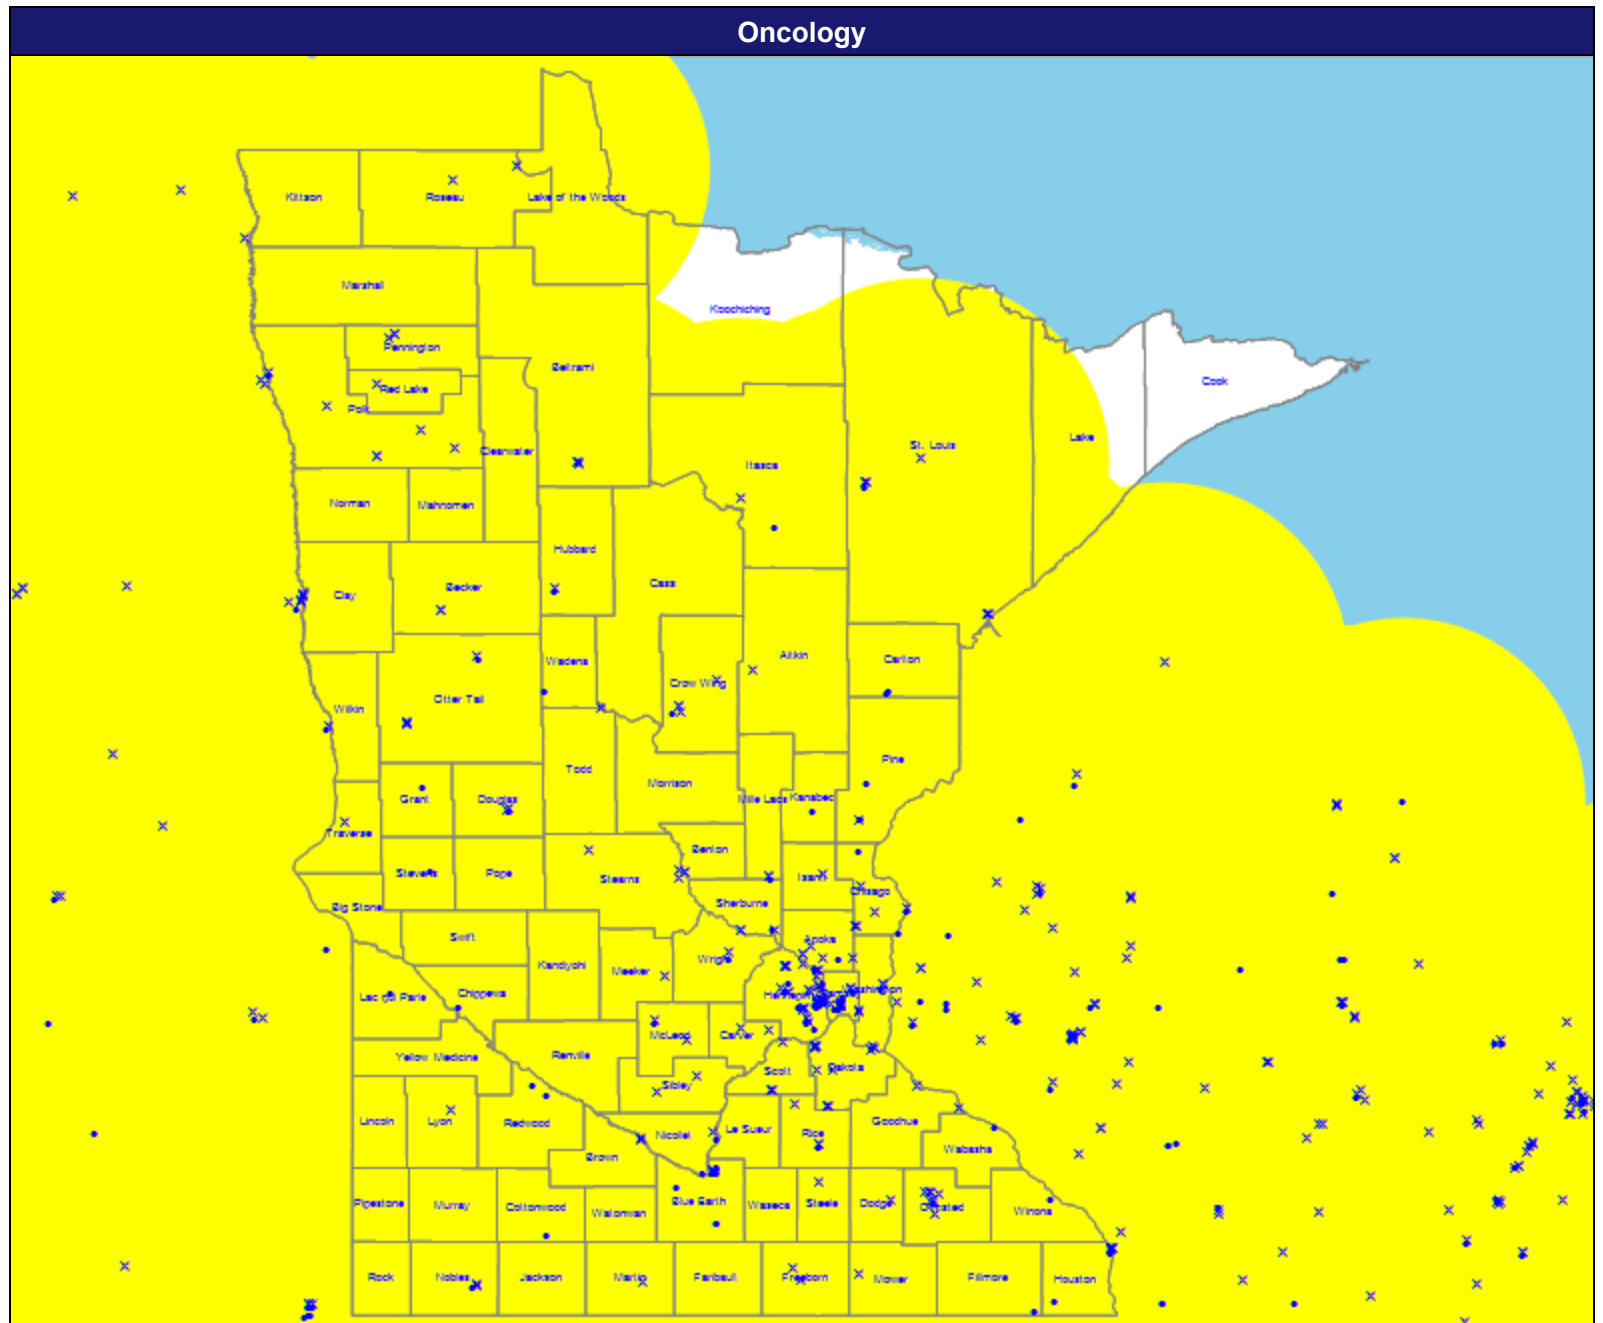 Oncology
Kittson
Roseau
Lake of the Woods
Marshall
Koochiching
Pennington
Beltrami
Cook
Red Lake
Polk
Lake
St. Louis
Clearwater
Itasca
Norman
Mahnomen
Hubbard
Cass
Becker
Clay
Aitkin
Carlton
Wadena
Crow Wing
Otter Tail
Wilkin
Pine
Todd
Morrison
Grant
Douglas
Mille Lacs
Kanabec
Traverse
Benton
Stevens
Pope
Stearns
Isanti
Chisago
Sherburne
Big Stone
Swift
Anoka
Wright
Kandiyohi
Meeker
Washington
Chippewa
Lac qui Parle
McLeod
Carver
Renville
Yellow Medicine
Scott
Dakota
Sibley
Lincoln
Lyon
Redwood
Goodhue
Le Sueur
Rice
Nicollet
Wabasha
Brown
Pipestone
Murray
Cottonwood
Watonwan
Blue Earth
Waseca
Steele
Dodge
Olmsted
Winona
Rock
Nobles
Jackson
Martin
Faribault
Freeborn
Mower
Fillmore
Houston